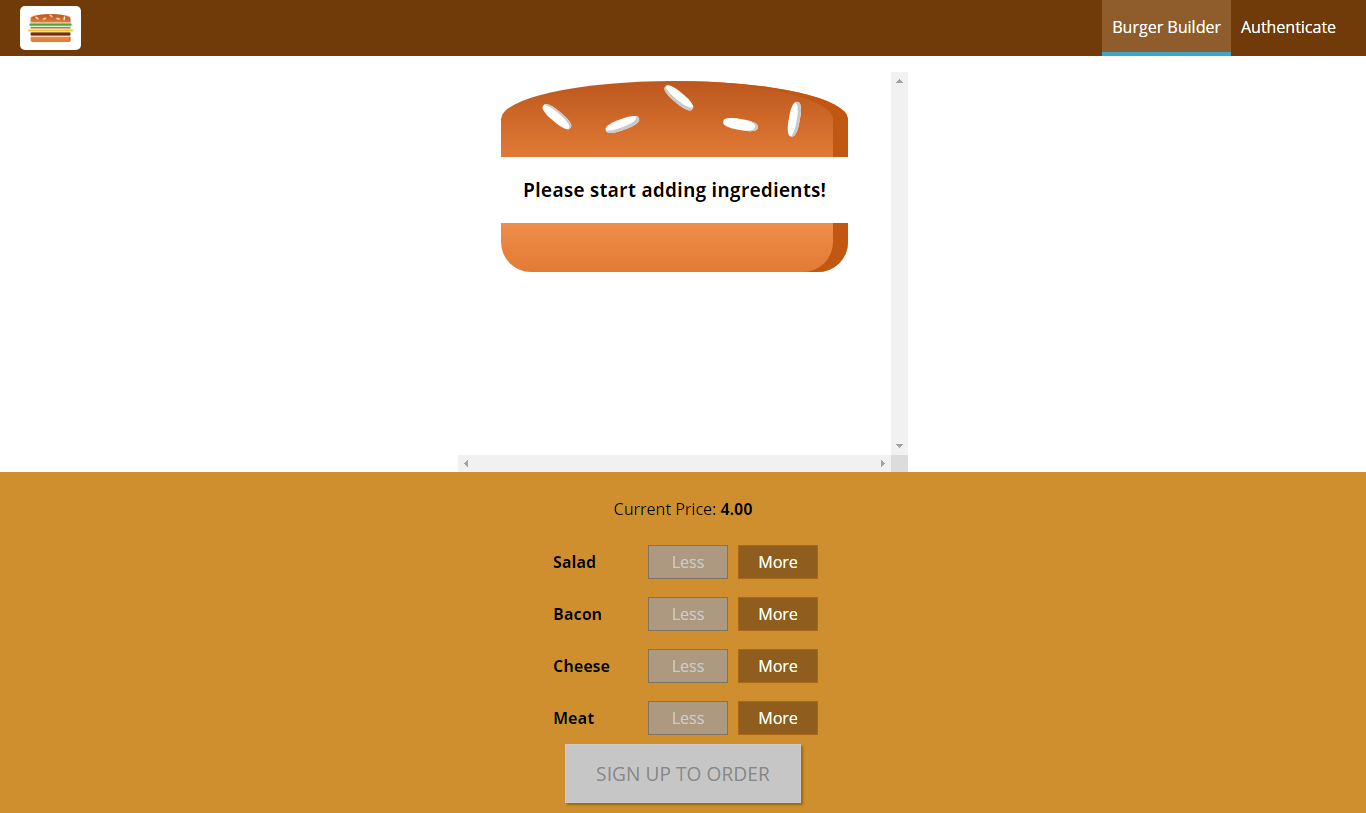 Burger Builder Authenticate
Please start adding ingredients!
Current Price: 4.00
Salad Less More
Bacon Less More
Cheese Less More
Meat Less More
SIGN UP TO ORDER